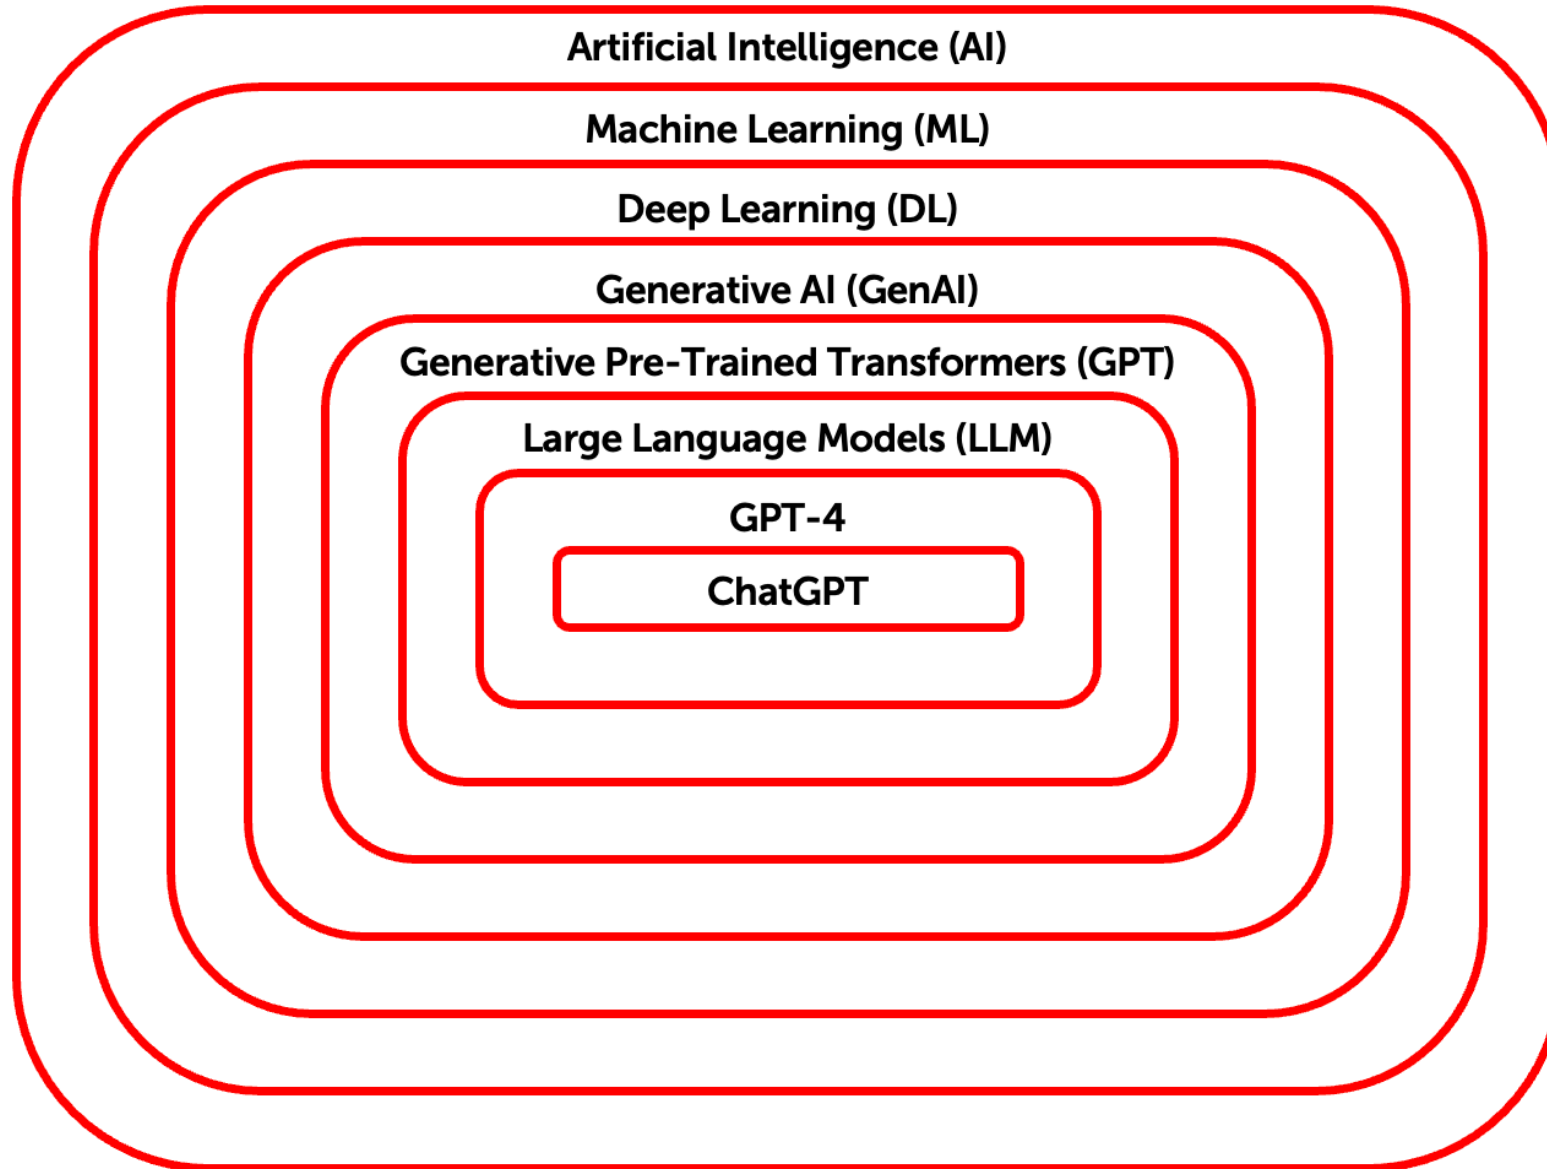 Artificial Intelligence (AI)
Machine Learning (ML)
Deep Learning (DL)
Generative AI (GenAI)
Generative Pre-Trained Transformers (GPT)
Large Language Models (LLM)
GPT-4
ChatGPT